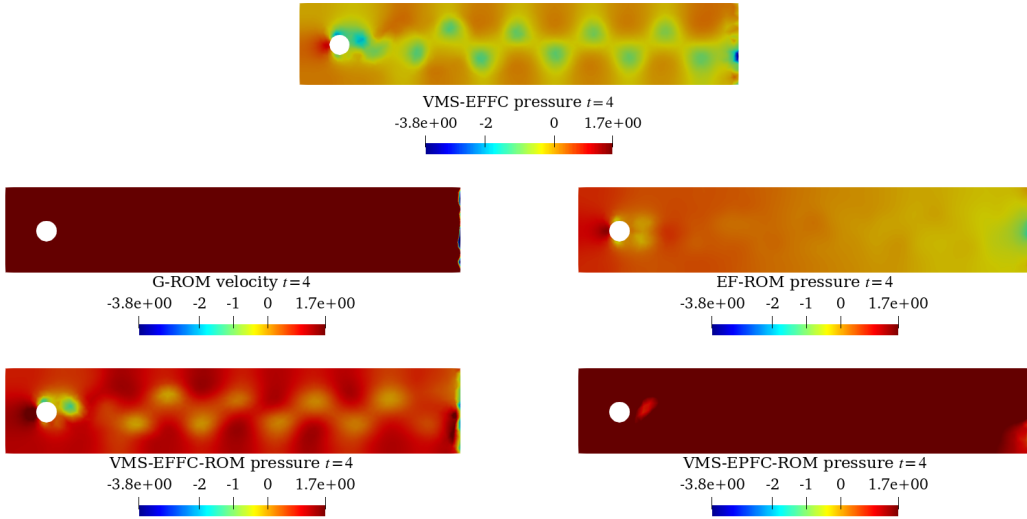 VMS-EFFC pressure t = 4
-3.8e+00 -2 0 1.7e+00
G-ROM velocity t = 4
-3.8e+00 -2 -1 0 1.7e+00
EF-ROM pressure t = 4
-3.8e+00 -2 -1 0 1.7e+00
VMS-EFFC-ROM pressure t = 4
-3.8e+00 -2 -1 0 1.7e+00
VMS-EPFC-ROM pressure t = 4
-3.8e+00 -2 -1 0 1.7e+00